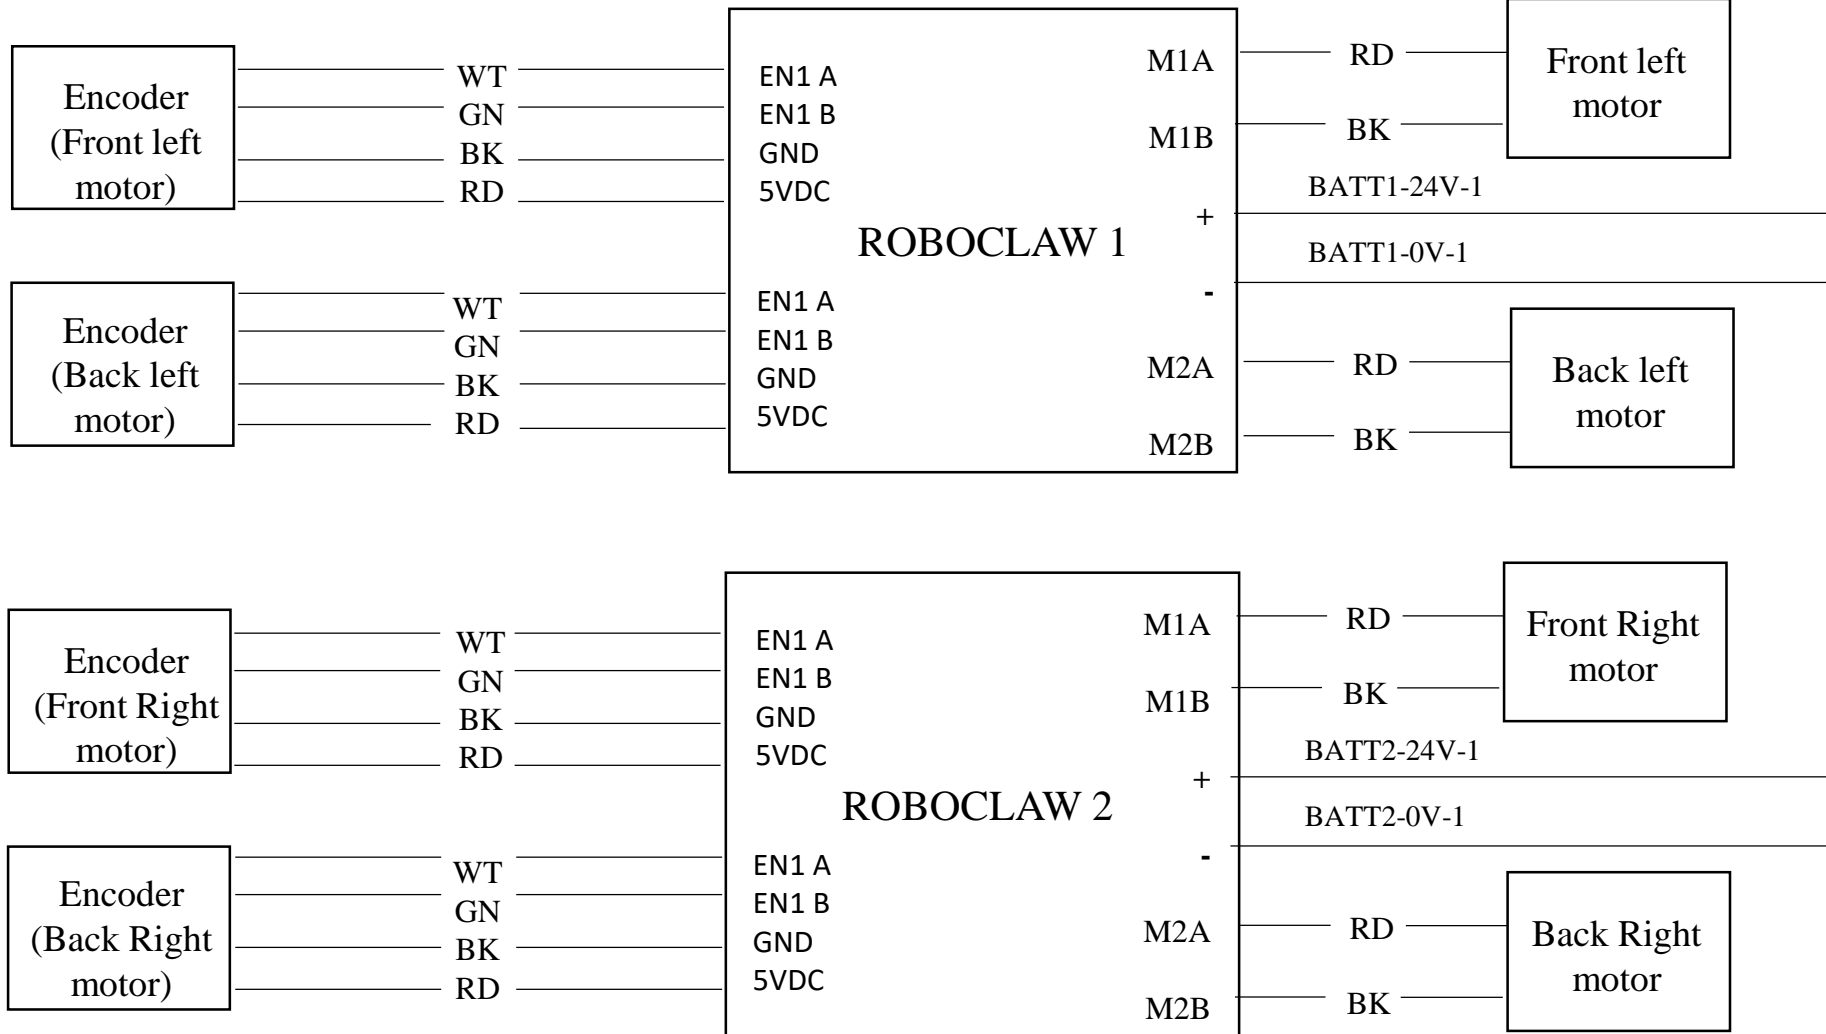 Encoder
(Front left
motor)
WT
GN
BK
RD
EN1 A
EN1 B
GND
5VDC
ROBOCLAW 1
M1A
M1B
+
-
M2A
M2B
RD
BK
Front left
motor
BATT1-24V-1
BATT1-0V-1
Encoder
(Back left
motor)
WT
GN
BK
RD
EN1 A
EN1 B
GND
5VDC
RD
BK
Back left
motor
Encoder
(Front Right
motor)
WT
GN
BK
RD
EN1 A
EN1 B
GND
5VDC
ROBOCLAW 2
M1A
M1B
+
-
M2A
M2B
RD
BK
Front Right
motor
BATT2-24V-1
BATT2-0V-1
Encoder
(Back Right
motor)
WT
GN
BK
RD
EN1 A
EN1 B
GND
5VDC
RD
BK
Back Right
motor